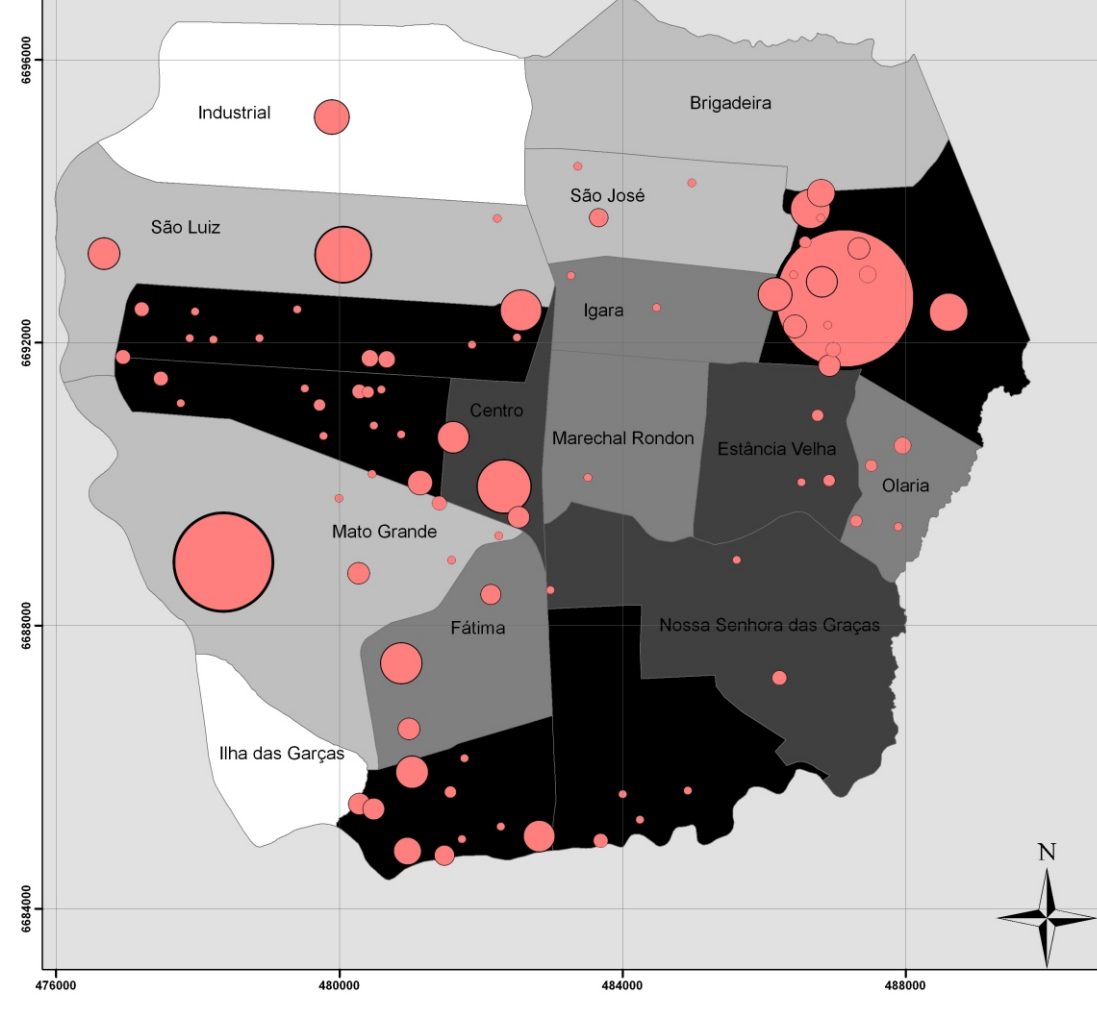 6696000
Industrial
Brigadeira
São José
São Luiz
Igara
6692000
Centro
Marechal Rondon
Estância Velha
Olaria
Mato Grande
6688000
Fátima
Nossa Senhora das Graças
Ilha das Garças
N
6684000
476000 480000 484000 488000